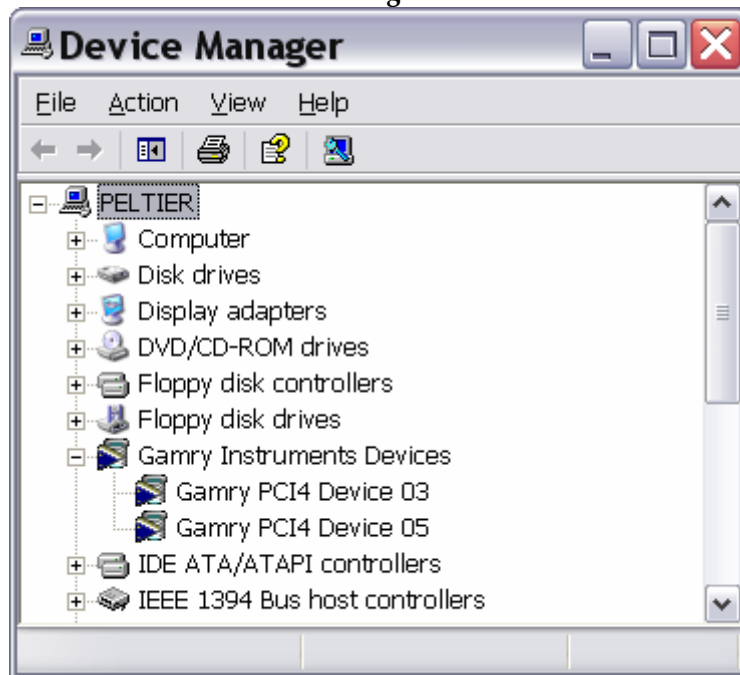 Device Manager
File Action View Help
PELTIER
Computer
Disk drives
Display adapters
DVD/CD-ROM drives
Floppy disk controllers
Floppy disk drives
Gamry Instruments Devices
Gamry PCI4 Device 03
Gamry PCI4 Device 05
IDE ATA/ATAPI controllers
IEEE 1394 Bus host controllers